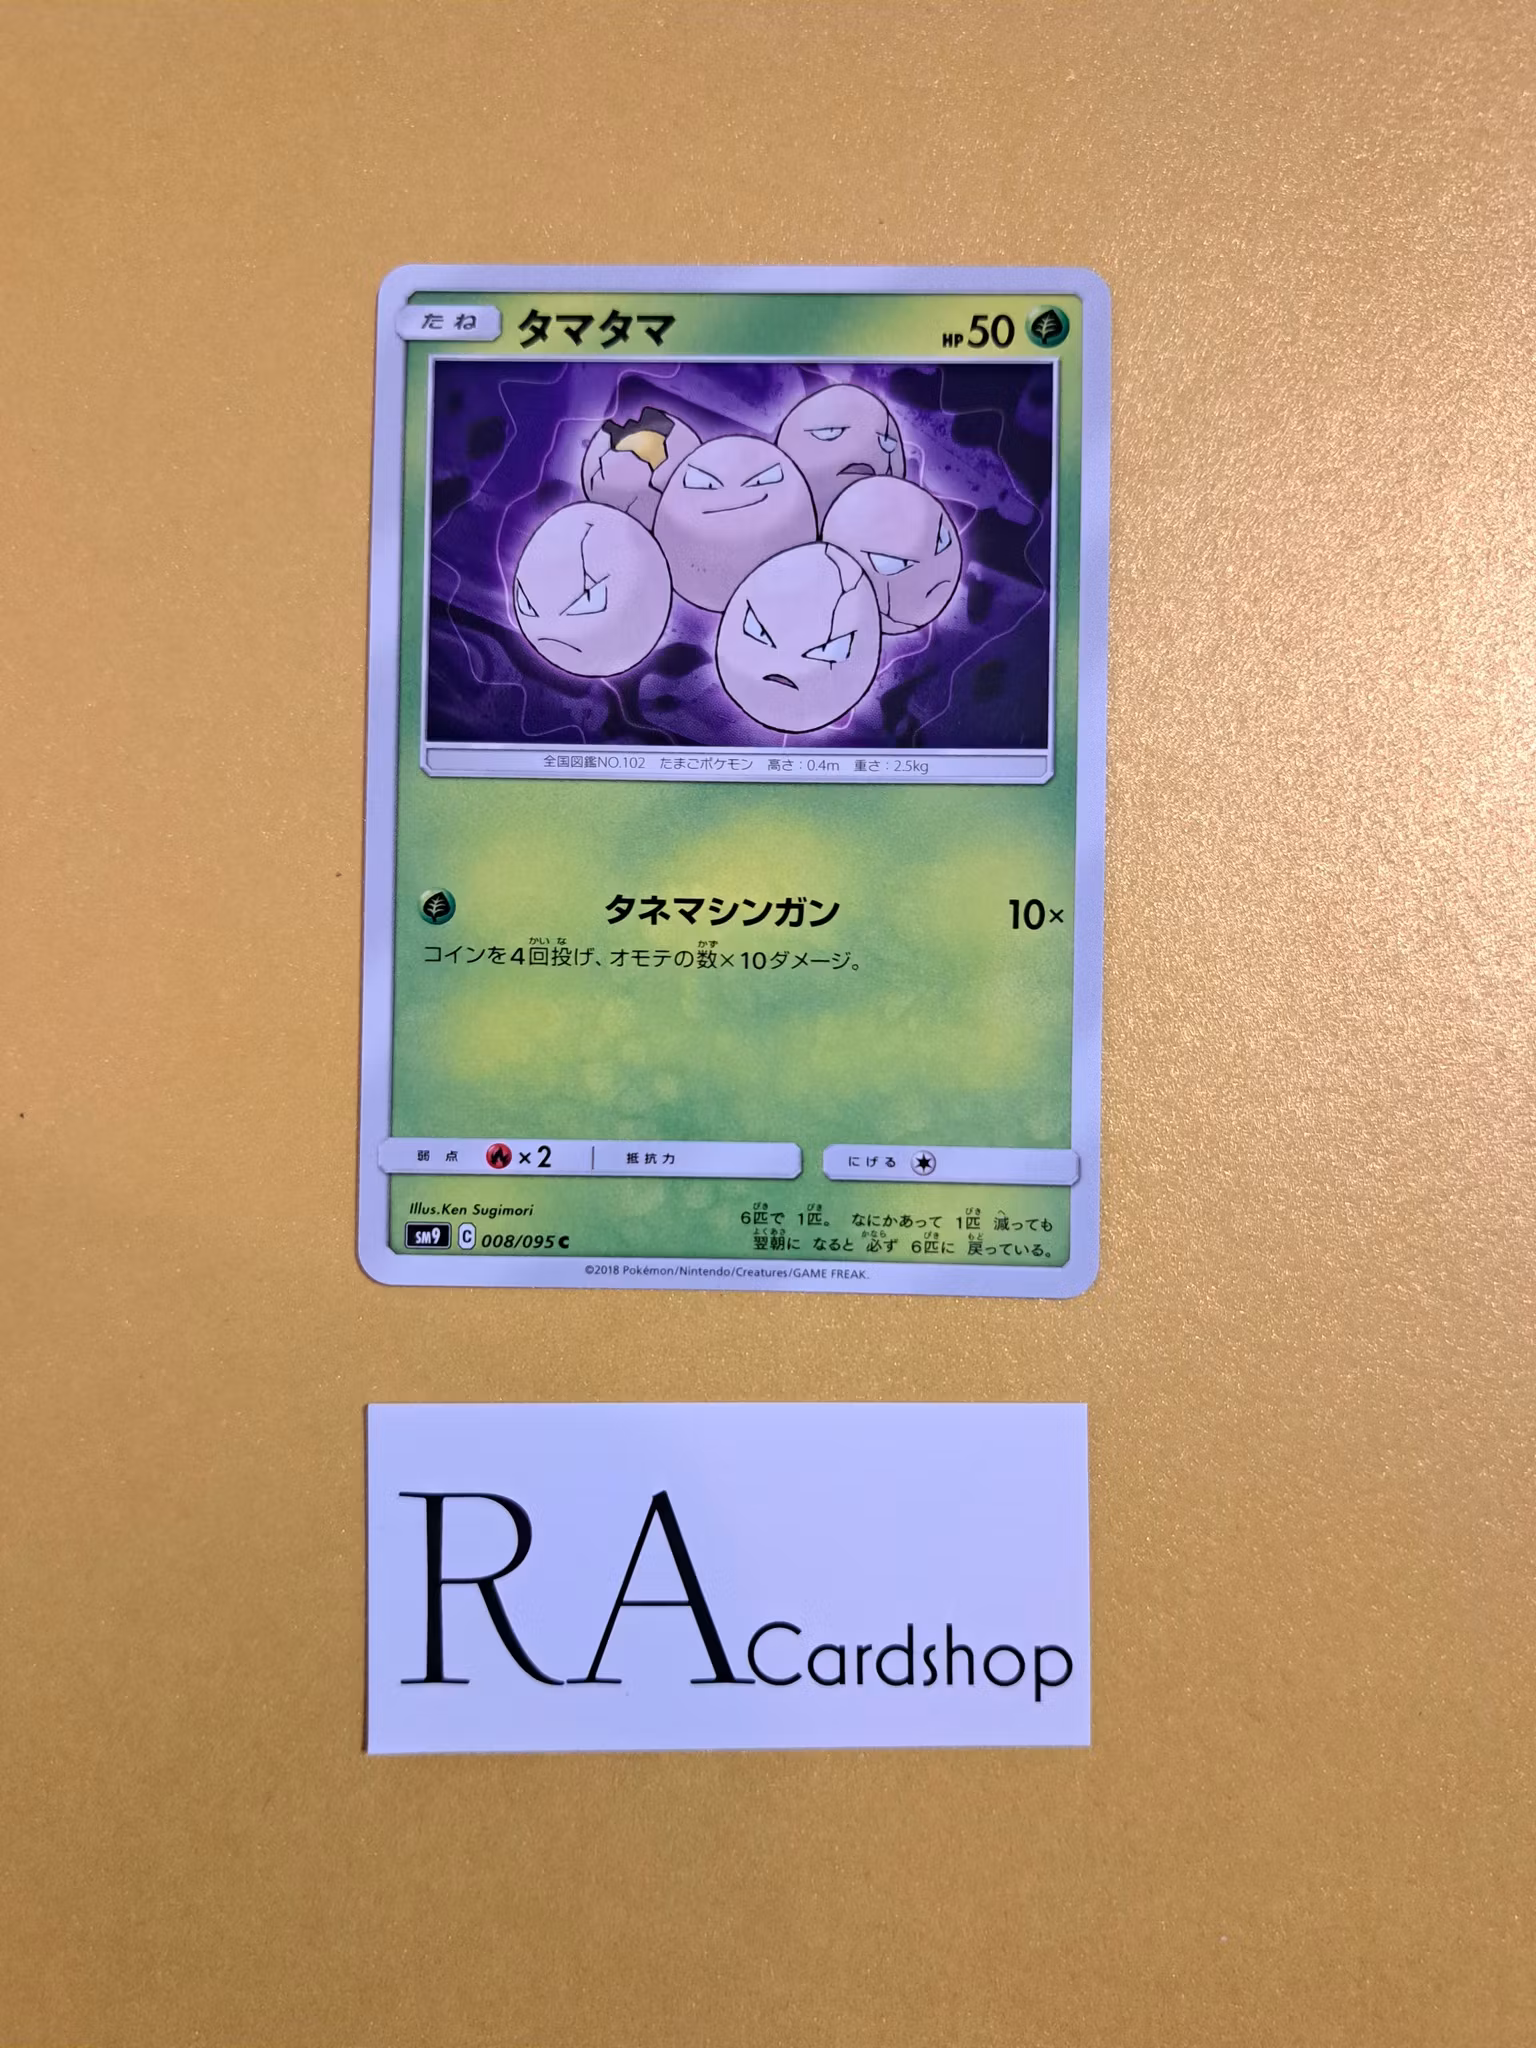 たね タマタマ HP50
全国図鑑NO.102 たまごポケモン 高さ:0.4m 重さ:2.5kg
タネマシンガン 10×
コインを4回投げ、オモテの数×10ダメージ。
弱点 ×2 抵抗力 にげる
Illus.Ken Sugimori
6匹で 1匹。 なにかあって 1匹 減っても
翌朝に なると 必ず 6匹に 戻っている。
SM9 C 008/095 C
©2018 Pokémon/Nintendo/Creatures/GAME FREAK.
RA Cardshop